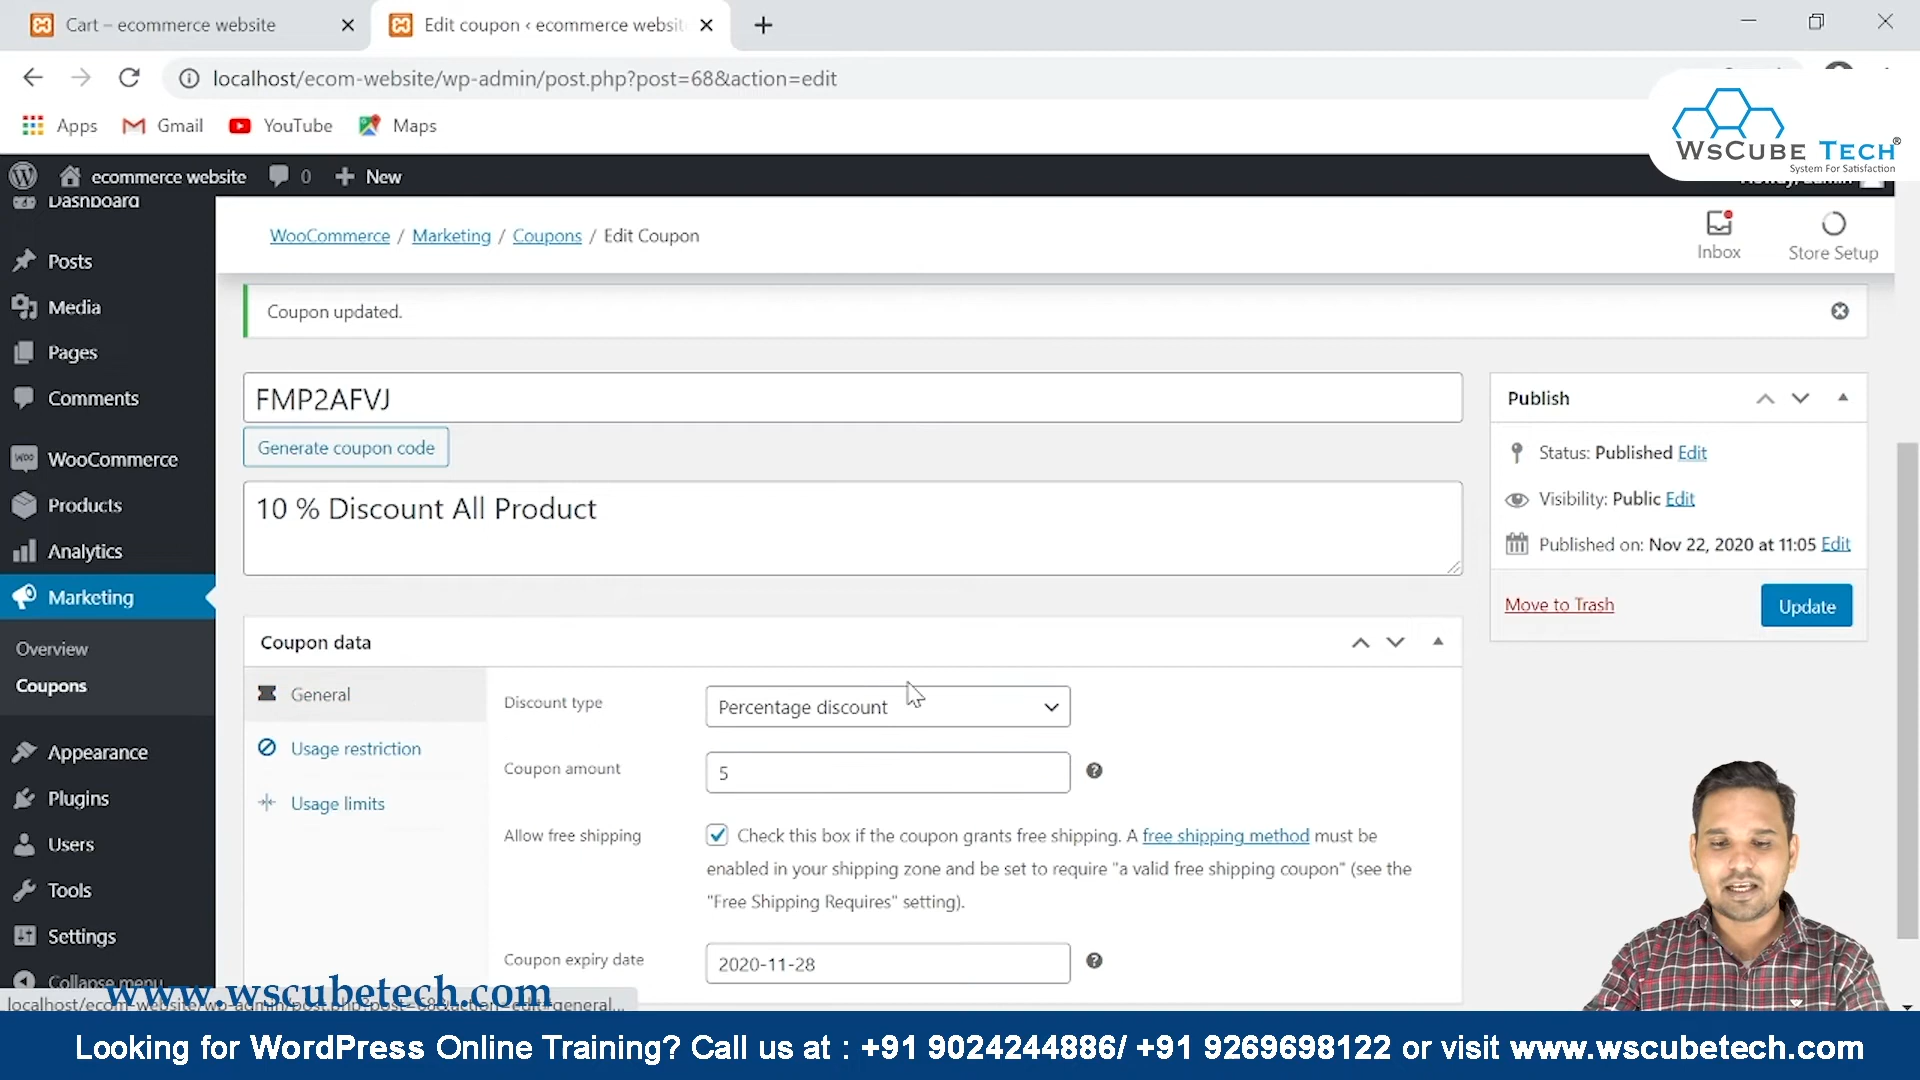 Cart – ecommerce website
Edit coupon ‹ ecommerce websit
localhost/ecom-website/wp-admin/post.php?post=68&action=edit
Apps Gmail YouTube Maps
WsCube Tech®
System For Satisfaction
ecommerce website 0 New
Dashboard
WooCommerce / Marketing / Coupons / Edit Coupon
Inbox
Store Setup
Posts
Media
Pages
Comments
WooCommerce
Products
Analytics
Marketing
Overview
Coupons
Appearance
Plugins
Users
Tools
Settings
Collapse menu
Coupon updated.
FMP2AFVJ
Generate coupon code
10 % Discount All Product
Publish
Status: Published Edit
Visibility: Public Edit
Published on: Nov 22, 2020 at 11:05 Edit
Move to Trash
Update
Coupon data
General
Usage restriction
Usage limits
Discount type
Percentage discount
Coupon amount
5
Allow free shipping
Check this box if the coupon grants free shipping. A free shipping method must be
enabled in your shipping zone and be set to require "a valid free shipping coupon" (see the
"Free Shipping Requires" setting).
Coupon expiry date
2020-11-28
www.wscubetech.com
Looking for WordPress Online Training? Call us at : +91 9024244886/ +91 9269698122 or visit www.wscubetech.com